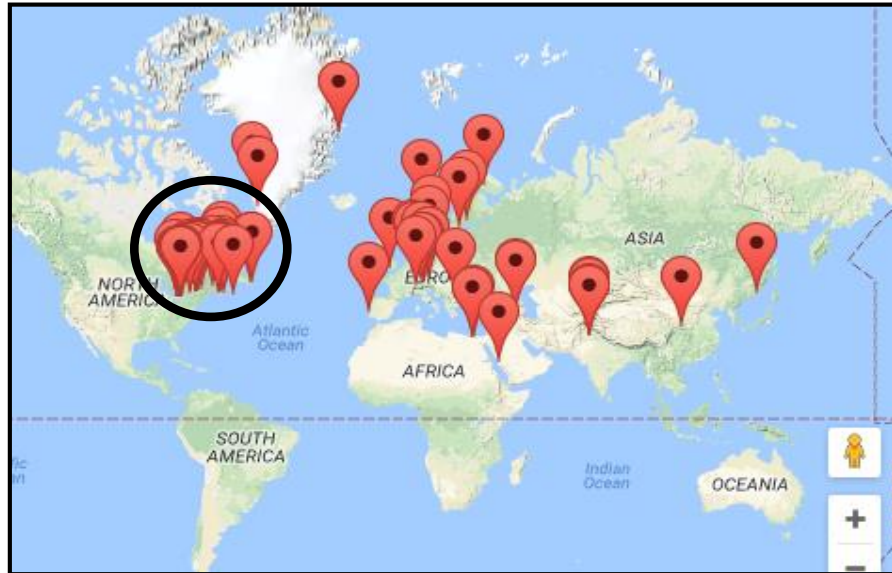 ASIA
NORTH
AMERICA
EURO
Atlantic
Ocean
AFRICA
SOUTH
AMERICA
Indian
Ocean
OCEANIA
+